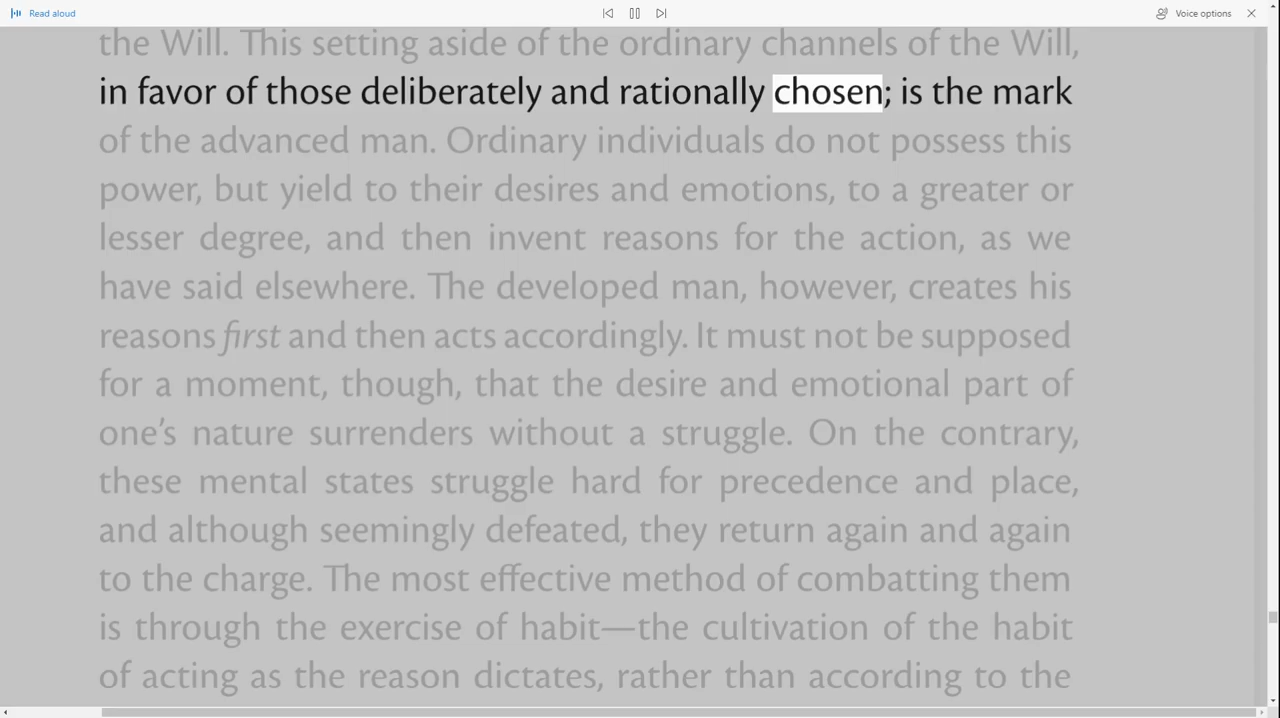 Read aloud
Voice options
the Will. This setting aside of the ordinary channels of the Will,
in favor of those deliberately and rationally chosen; is the mark
of the advanced man. Ordinary individuals do not possess this
power, but yield to their desires and emotions, to a greater or
lesser degree, and then invent reasons for the action, as we
have said elsewhere. The developed man, however, creates his
reasons first and then acts accordingly. It must not be supposed
for a moment, though, that the desire and emotional part of
one’s nature surrenders without a struggle. On the contrary,
these mental states struggle hard for precedence and place,
and although seemingly defeated, they return again and again
to the charge. The most effective method of combatting them
is through the exercise of habit—the cultivation of the habit
of acting as the reason dictates, rather than according to the